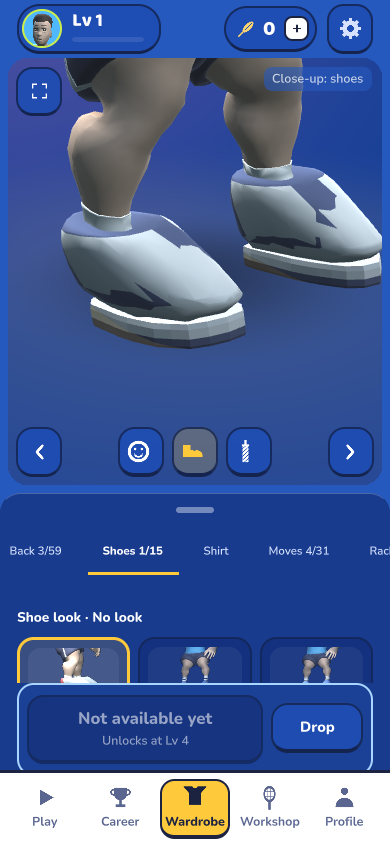 Lv 1
0
Close-up: shoes
Back 3/59
Shoes 1/15
Shirt
Moves 4/31
Shoe look · No look
Not available yet
Unlocks at Lv 4
Drop
Play
Career
Wardrobe
Workshop
Profile